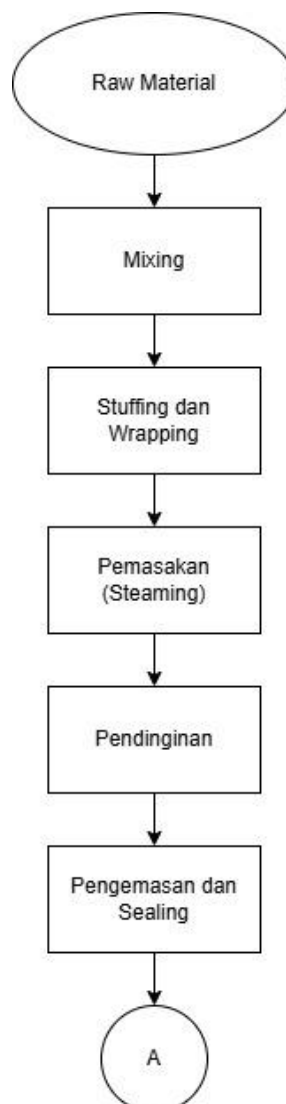 Raw Material
Mixing
Stuffing dan
Wrapping
Pemasakan
(Steaming)
Pendinginan
Pengemasan dan
Sealing
A